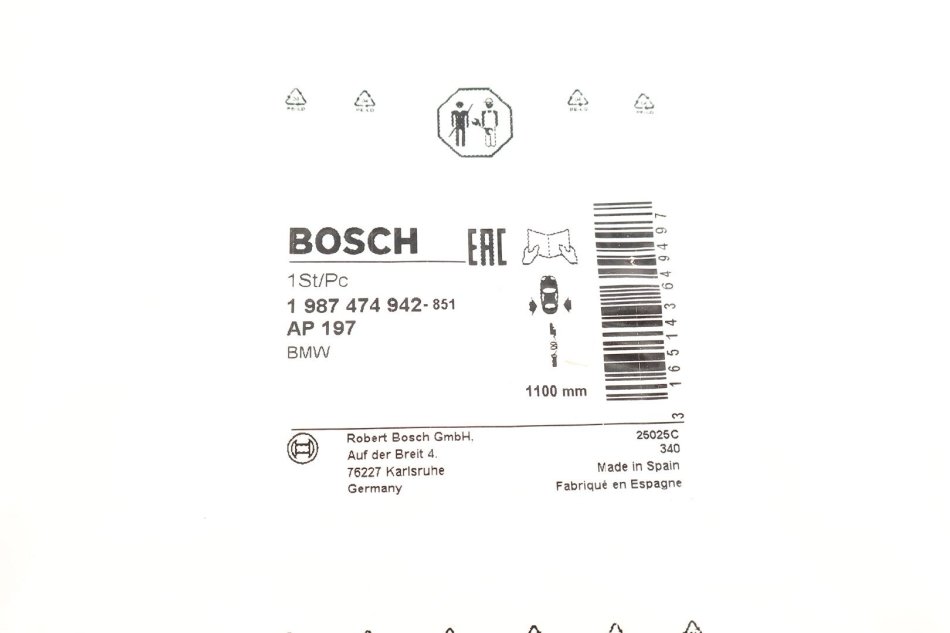 BOSCH
EAC
1St/Pc
1 987 474 942-851
AP 197
BMW
1100 mm
3 165143 649497
Robert Bosch GmbH.
Auf der Breit 4.
76227 Karlsruhe
Germany
25025C
340
Made in Spain
Fabriqué en Espagne